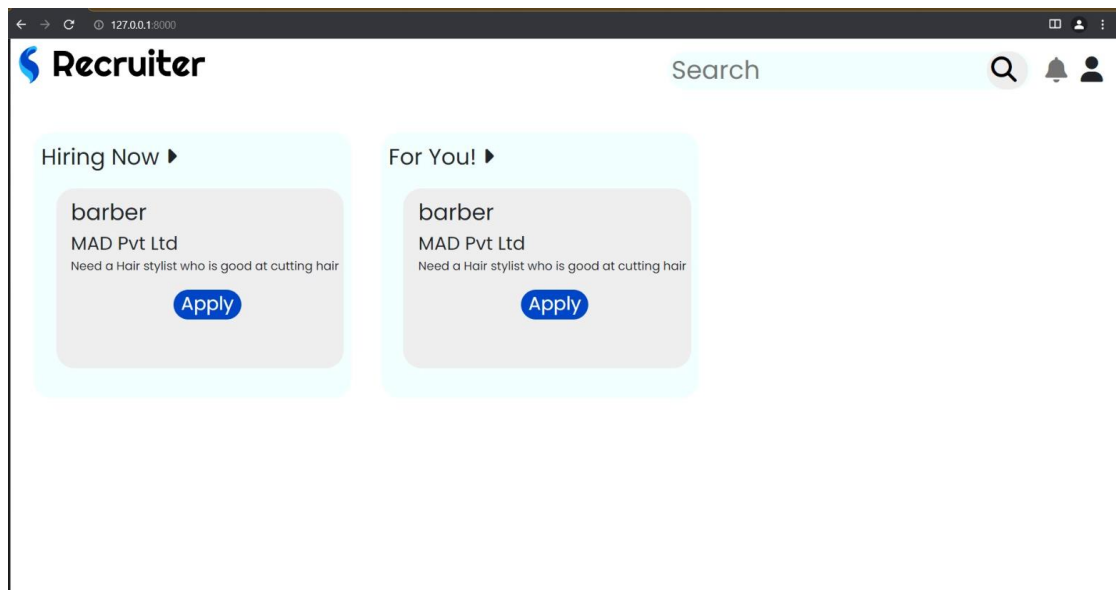 127.0.0.1:8000
Recruiter
Search
Hiring Now
barber
MAD Pvt Ltd
Need a Hair stylist who is good at cutting hair
Apply
For You!
barber
MAD Pvt Ltd
Need a Hair stylist who is good at cutting hair
Apply